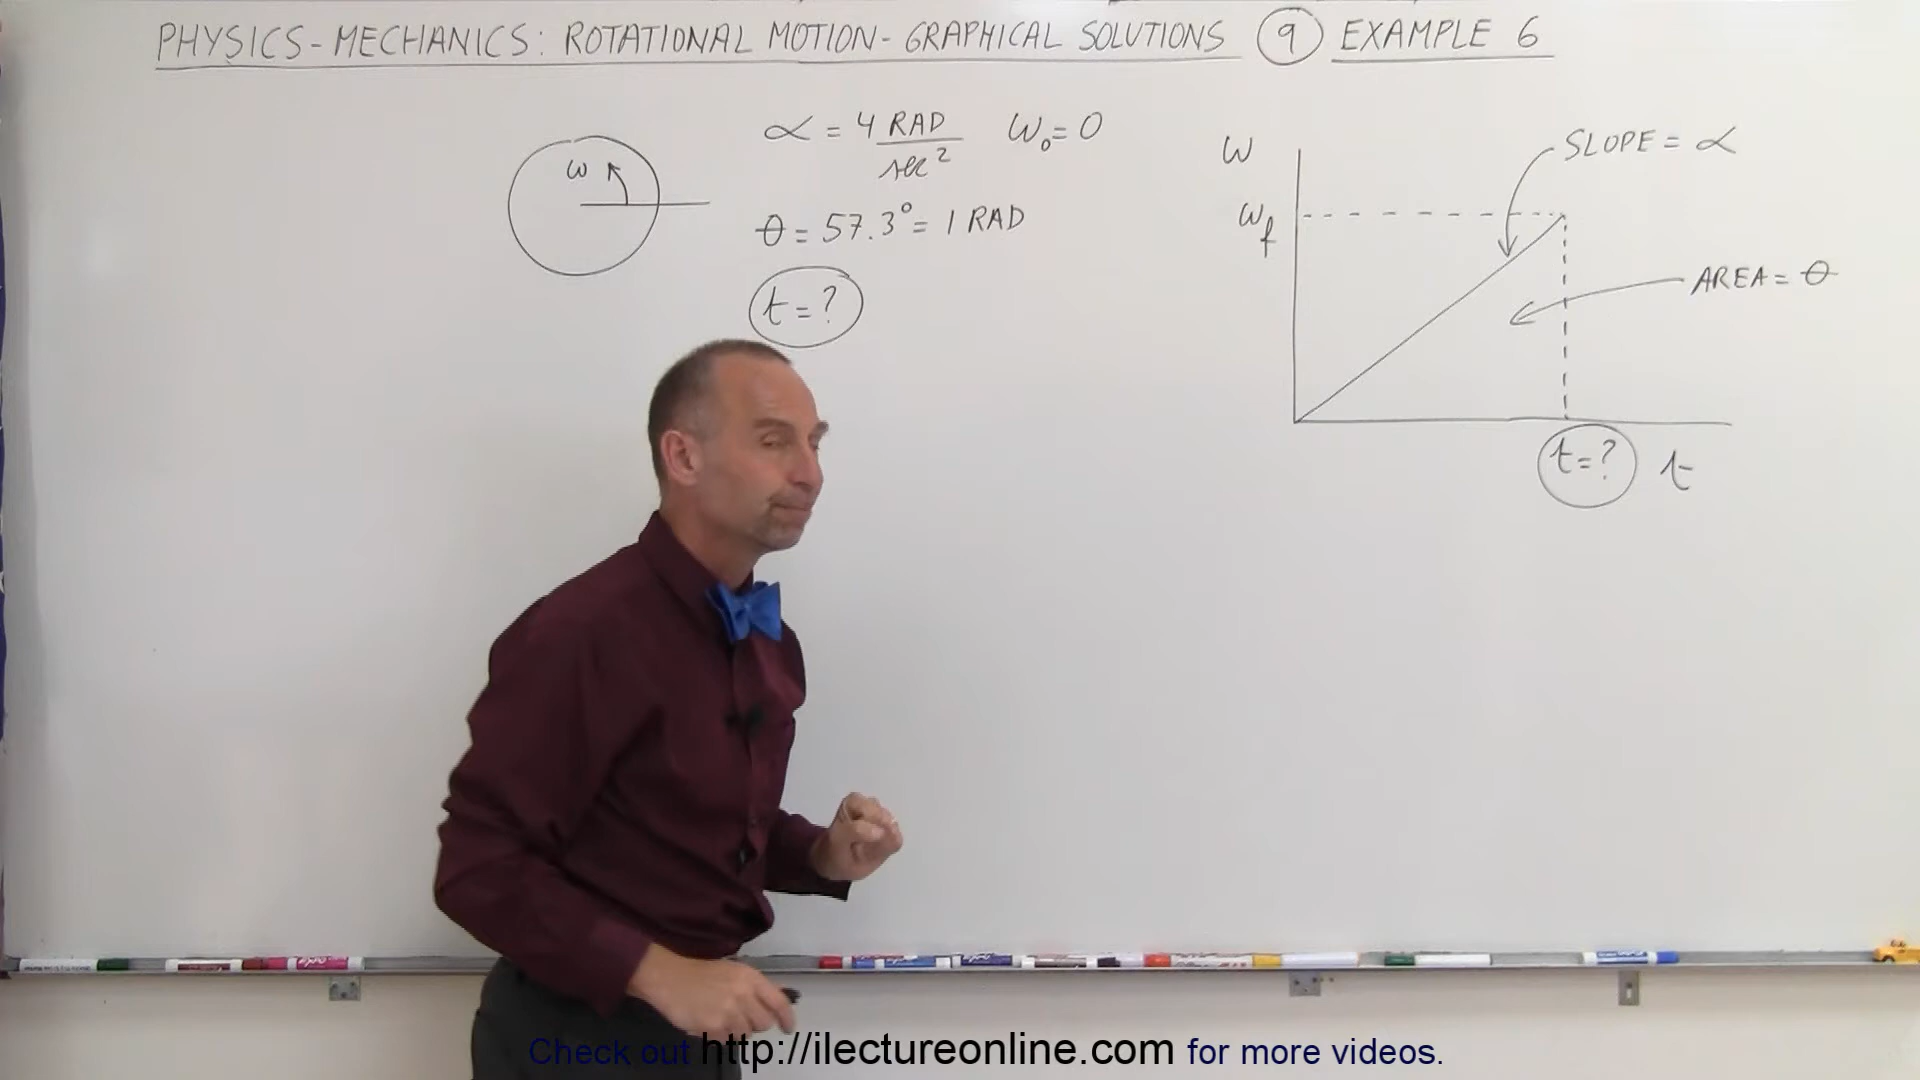 PHYSICS-MECHANICS: ROTATIONAL MOTION-GRAPHICAL SOLUTIONS 9 EXAMPLE 6
ω
α = 4 RAD/sec² ω₀ = 0
θ = 57.3° = 1 RAD
t = ?
ω
ω_f
SLOPE = α
AREA = θ
t = ? t
Check out http://ilectureonline.com for more videos.